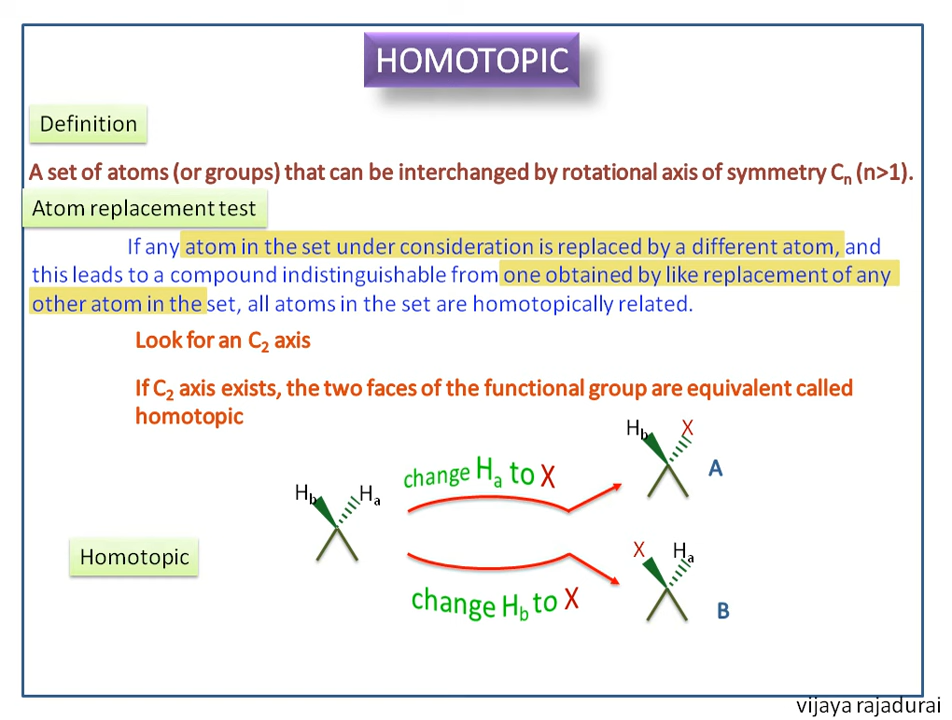 HOMOTOPIC
Definition
A set of atoms (or groups) that can be interchanged by rotational axis of symmetry Cn (n>1).
Atom replacement test
If any atom in the set under consideration is replaced by a different atom, and
this leads to a compound indistinguishable from one obtained by like replacement of any
other atom in the set, all atoms in the set are homotopically related.
Look for an C2 axis
If C2 axis exists, the two faces of the functional group are equivalent called
homotopic
Hb X
A
change Ha to X
Hb Ha
Homotopic
X Ha
B
change Hb to X
vijaya rajadurai